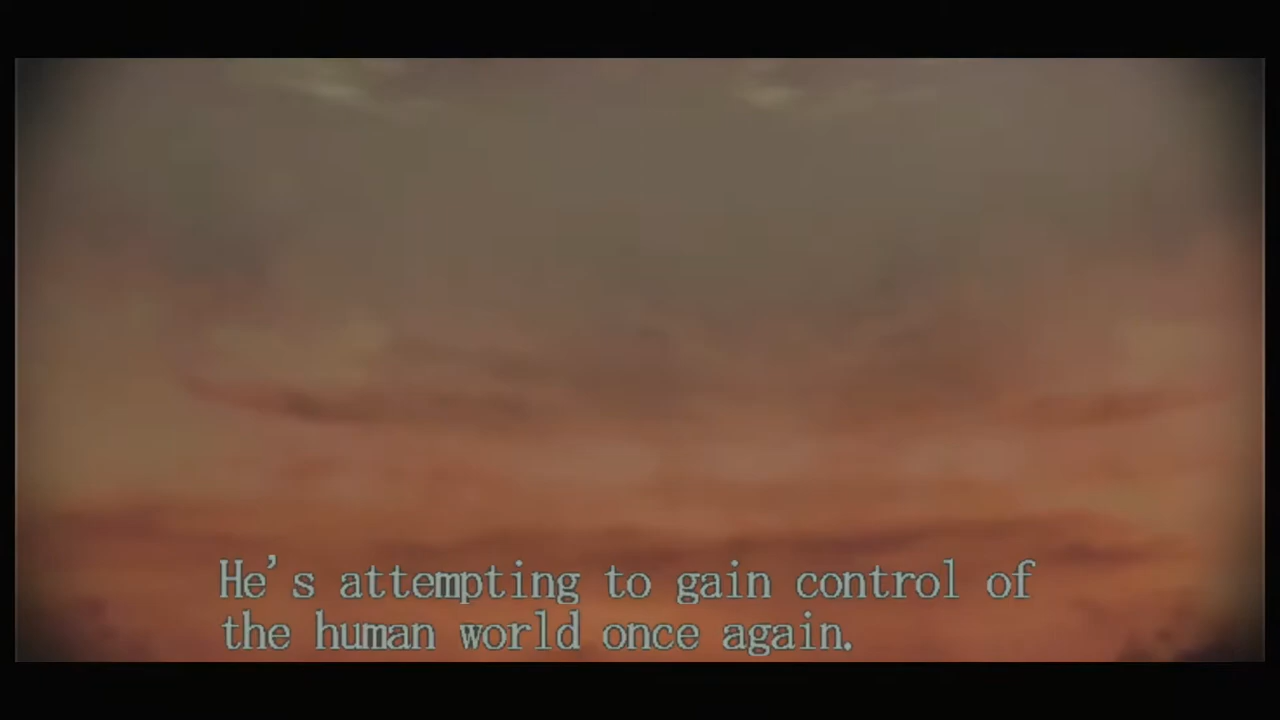 He's attempting to gain control of
the human world once again.